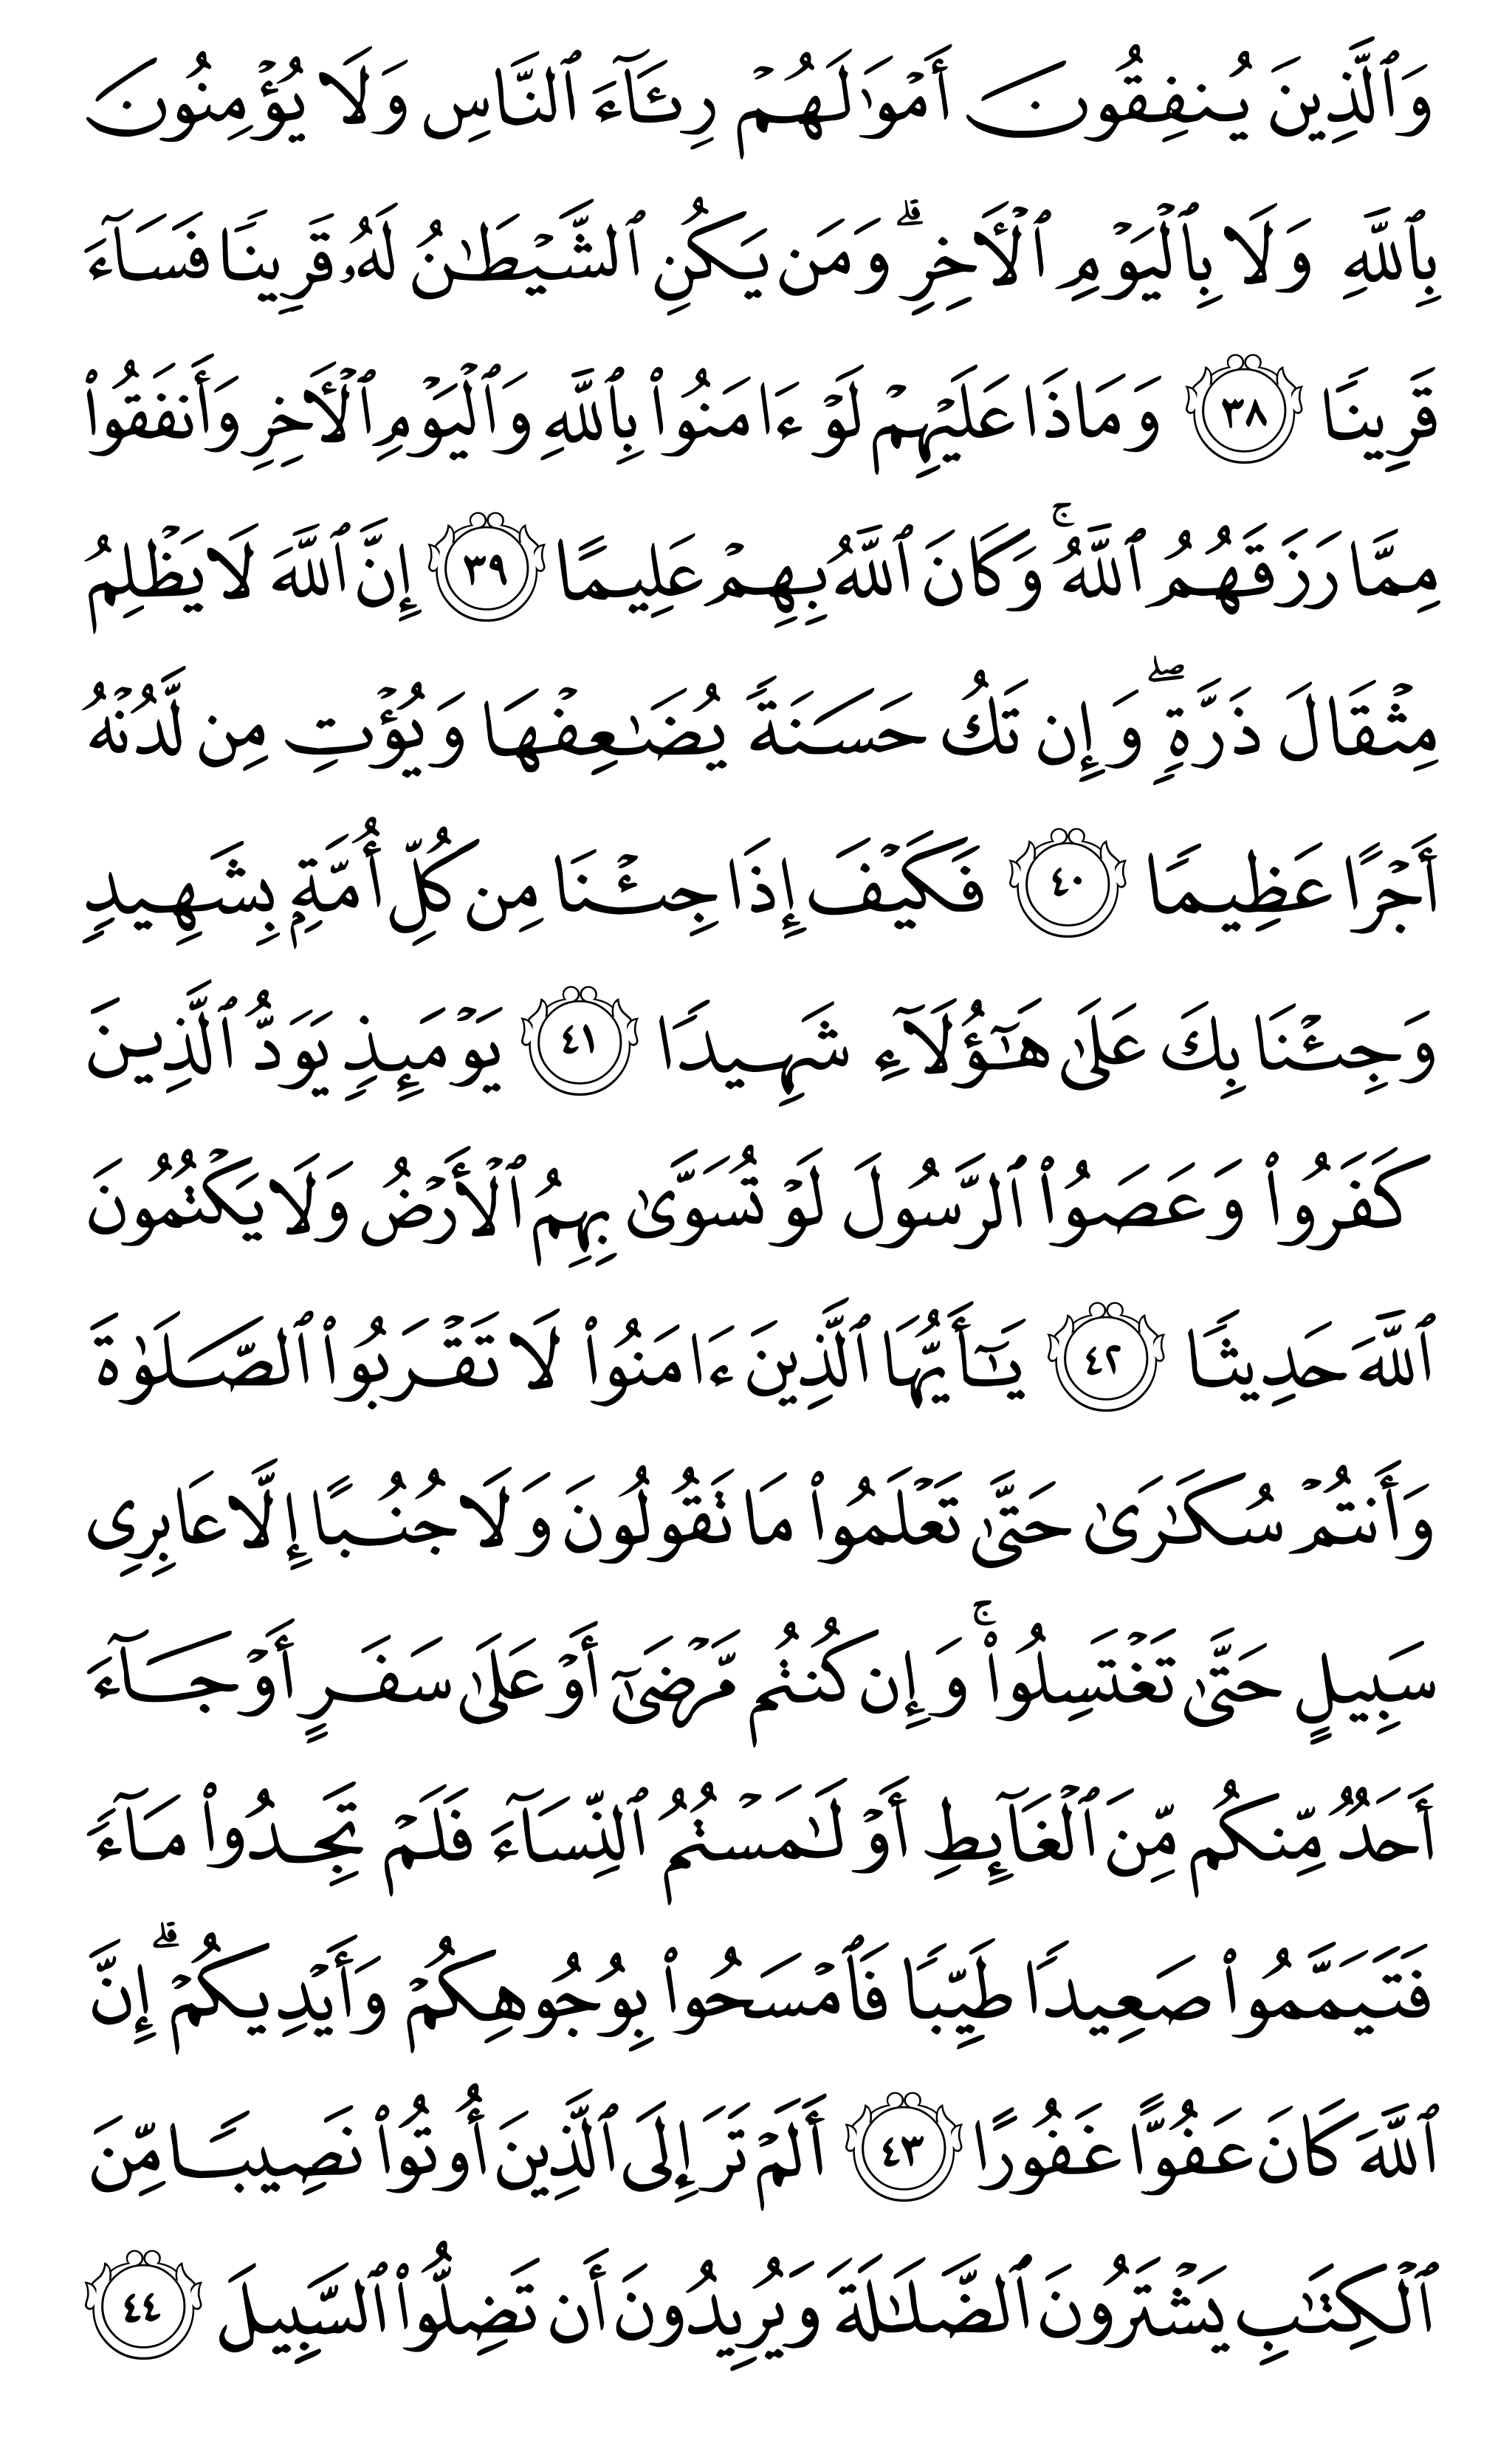 وَٱلَّذِينَ يُنفِقُونَ أَمۡوَٰلَهُمۡ رِئَآءَ ٱلنَّاسِ وَلَا يُؤۡمِنُونَ
بِٱللَّهِ وَلَا بِٱلۡيَوۡمِ ٱلۡأٓخِرِۗ وَمَن يَكُنِ ٱلشَّيۡطَٰنُ لَهُۥ قَرِينٗا فَسَآءَ
قَرِينٗا ٣٨ وَمَاذَا عَلَيۡهِمۡ لَوۡ ءَامَنُواْ بِٱللَّهِ وَٱلۡيَوۡمِ ٱلۡأٓخِرِ وَأَنفَقُواْ
مِمَّا رَزَقَهُمُ ٱللَّهُۚ وَكَانَ ٱللَّهُ بِهِمۡ عَلِيمًا ٣٩ إِنَّ ٱللَّهَ لَا يَظۡلِمُ
مِثۡقَالَ ذَرَّةٖۖ وَإِن تَكُ حَسَنَةٗ يُضَٰعِفۡهَا وَيُؤۡتِ مِن لَّدُنۡهُ
أَجۡرًا عَظِيمٗا ٤٠ فَكَيۡفَ إِذَا جِئۡنَا مِن كُلِّ أُمَّةِۭ بِشَهِيدٖ
وَجِئۡنَا بِكَ عَلَىٰ هَٰٓؤُلَآءِ شَهِيدٗا ٤١ يَوۡمَئِذٖ يَوَدُّ ٱلَّذِينَ
كَفَرُواْ وَعَصَوُاْ ٱلرَّسُولَ لَوۡ تُسَوَّىٰ بِهِمُ ٱلۡأَرۡضُ وَلَا يَكۡتُمُونَ
ٱللَّهَ حَدِيثٗا ٤٢ يَٰٓأَيُّهَا ٱلَّذِينَ ءَامَنُواْ لَا تَقۡرَبُواْ ٱلصَّلَوٰةَ
وَأَنتُمۡ سُكَٰرَىٰ حَتَّىٰ تَعۡلَمُواْ مَا تَقُولُونَ وَلَا جُنُبًا إِلَّا عَابِرِي
سَبِيلٍ حَتَّىٰ تَغۡتَسِلُواْۚ وَإِن كُنتُم مَّرۡضَىٰٓ أَوۡ عَلَىٰ سَفَرٍ أَوۡ جَآءَ
أَحَدٞ مِّنكُم مِّنَ ٱلۡغَآئِطِ أَوۡ لَٰمَسۡتُمُ ٱلنِّسَآءَ فَلَمۡ تَجِدُواْ مَآءٗ
فَتَيَمَّمُواْ صَعِيدٗا طَيِّبٗا فَٱمۡسَحُواْ بِوُجُوهِكُمۡ وَأَيۡدِيكُمۡۗ إِنَّ
ٱللَّهَ كَانَ عَفُوًّا غَفُورًا ٤٣ أَلَمۡ تَرَ إِلَى ٱلَّذِينَ أُوتُواْ نَصِيبٗا مِّنَ
ٱلۡكِتَٰبِ يَشۡتَرُونَ ٱلضَّلَٰلَةَ وَيُرِيدُونَ أَن تَضِلُّواْ ٱلسَّبِيلَ ٤٤